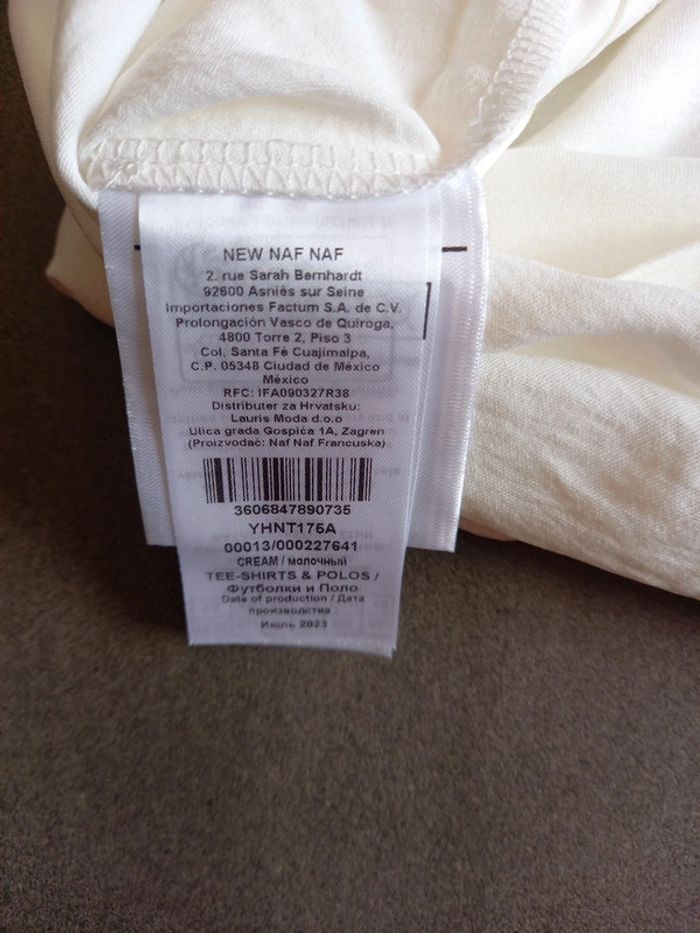 NEW NAF NAF
2. rue Sarah Bernhardt
92600 Asniès sur Seine
Importaciones Factum S.A. de C.V.
Prolongación Vasco de Quiroga,
4800 Torre 2, Piso 3
Col, Santa Fé Cuajimalpa,
C.P. 05348 Ciudad de México
México
RFC: IFA090327R38
Distributer za Hrvatsku:
Lauris Moda d.o.o
Ulica grada Gospića 1A, Zagren
(Proizvođač: Naf Naf Francuska)
3606847890735
YHNT175A
00013/000227641
CREAM / молочный
TEE-SHIRTS & POLOS /
Футболки и Поло
Date of production / Дата
производства
Июль 2023